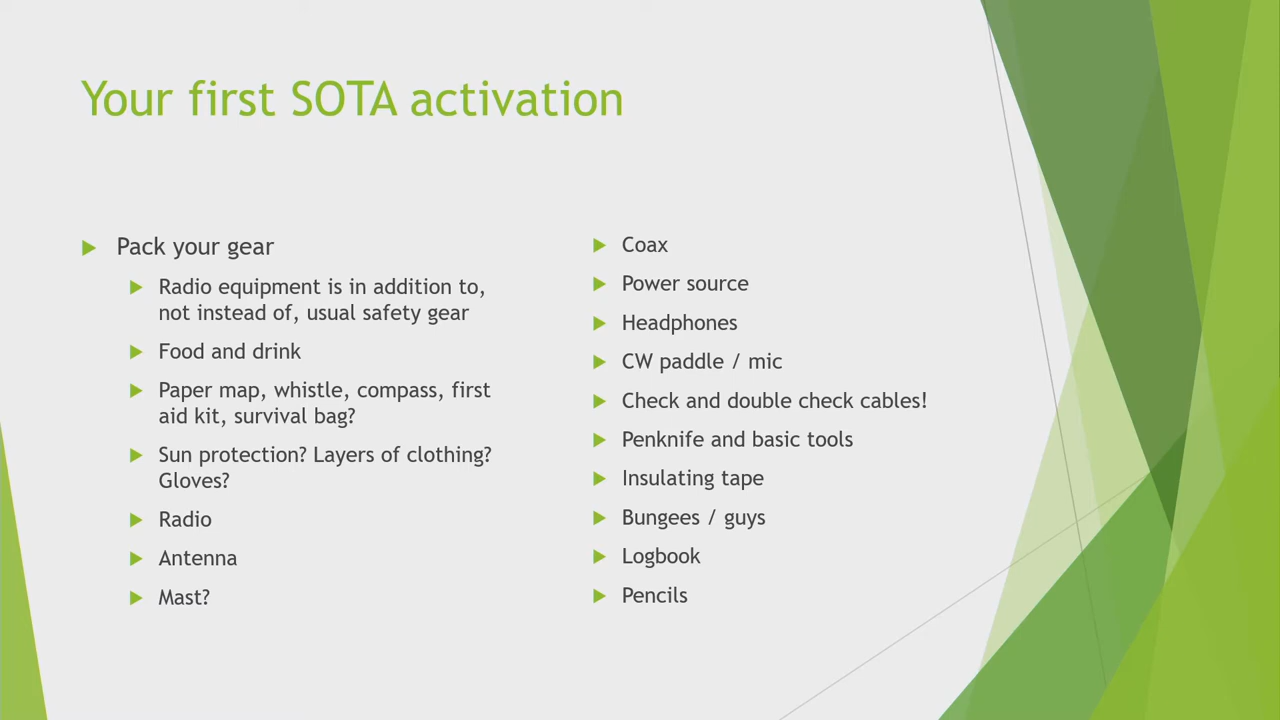 Your first SOTA activation
Pack your gear
Radio equipment is in addition to,
not instead of, usual safety gear
Food and drink
Paper map, whistle, compass, first
aid kit, survival bag?
Sun protection? Layers of clothing?
Gloves?
Radio
Antenna
Mast?
Coax
Power source
Headphones
CW paddle / mic
Check and double check cables!
Penknife and basic tools
Insulating tape
Bungees / guys
Logbook
Pencils